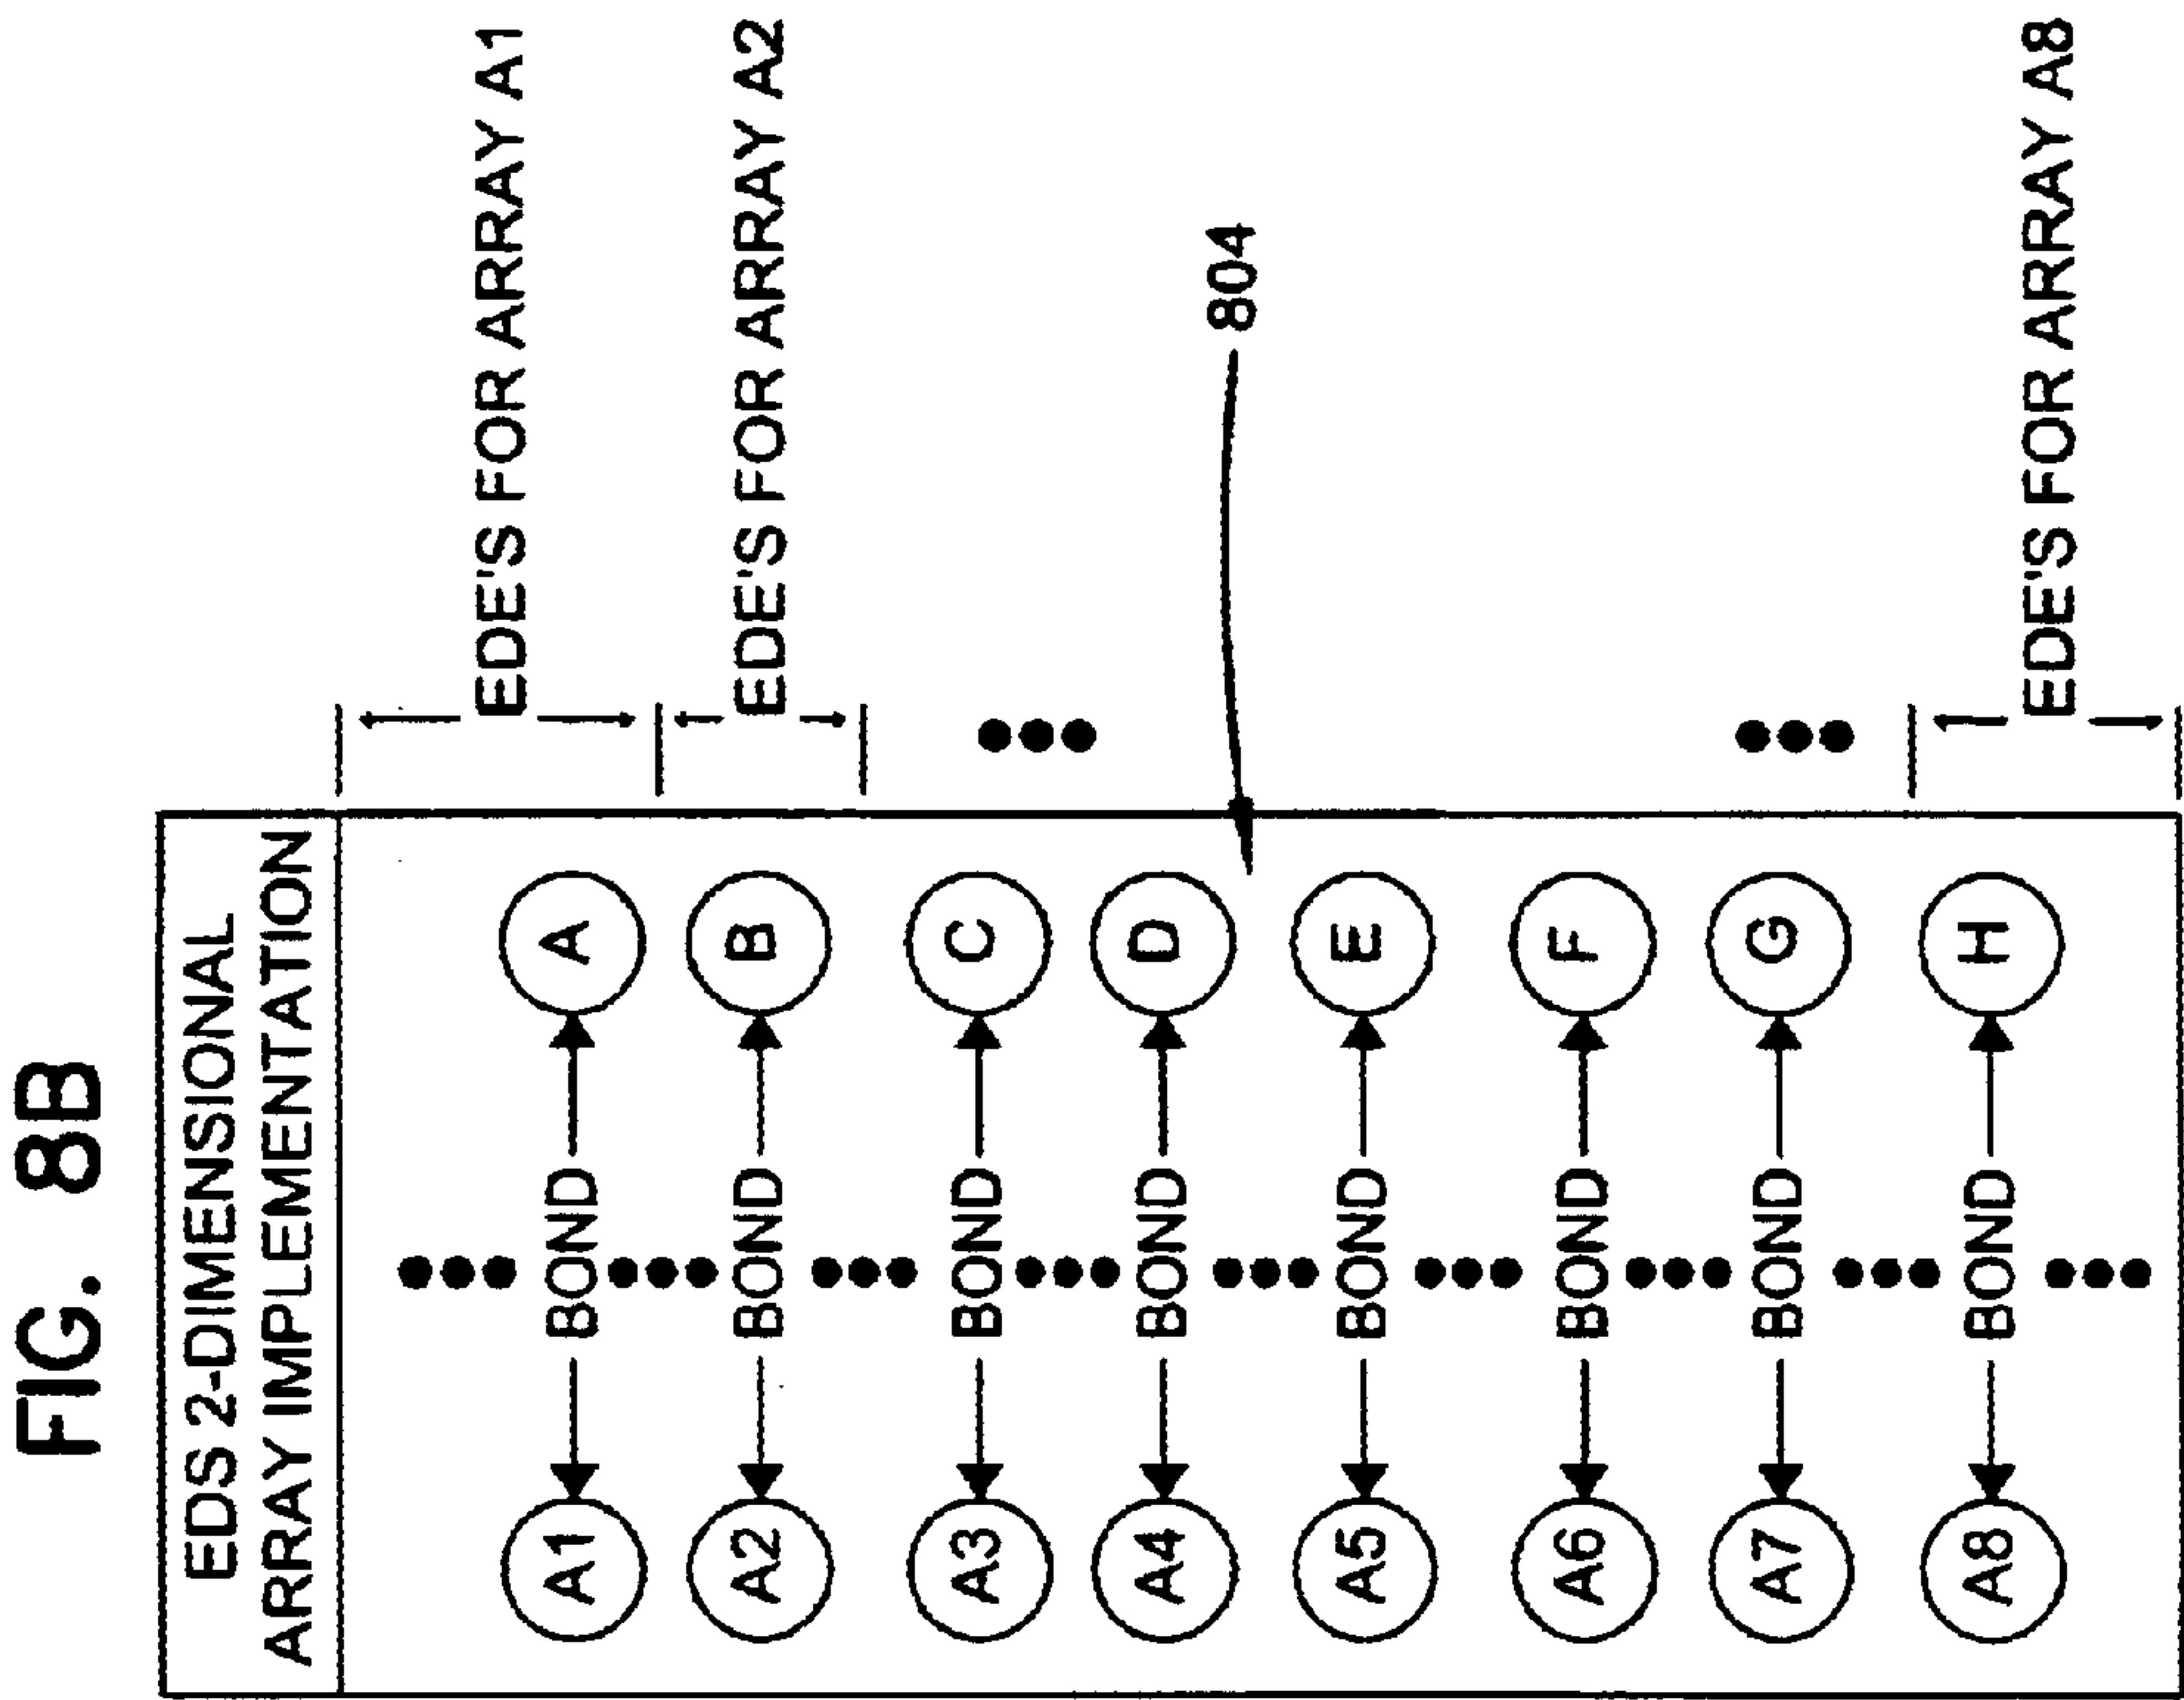 FIG. 8B
EDS 2-DIMENSIONAL
ARRAY IMPLEMENTATION
A1 BOND A
EDE'S FOR ARRAY A1
A2 BOND B
EDE'S FOR ARRAY A2
A3 BOND C
A4 BOND D
804
A5 BOND E
A6 BOND F
A7 BOND G
A8 BOND H
EDE'S FOR ARRAY A8